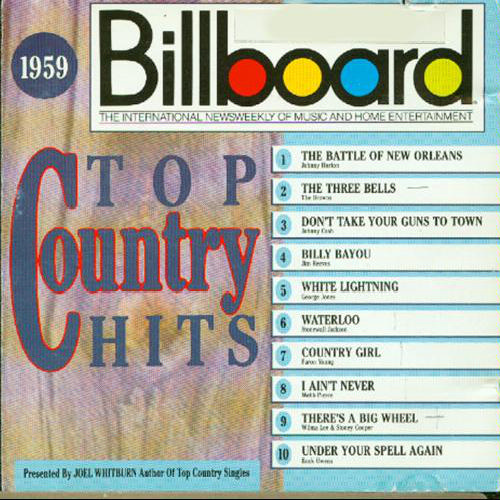 1959
Billboard
THE INTERNATIONAL NEWSWEEKLY OF MUSIC AND HOME ENTERTAINMENT
TOP
Country
HITS
1 THE BATTLE OF NEW ORLEANS
Johnny Horton
2 THE THREE BELLS
The Browns
3 DON'T TAKE YOUR GUNS TO TOWN
Johnny Cash
4 BILLY BAYOU
Jim Reeves
5 WHITE LIGHTNING
George Jones
6 WATERLOO
Stonewall Jackson
7 COUNTRY GIRL
Faron Young
8 I AIN'T NEVER
Webb Pierce
9 THERE'S A BIG WHEEL
Wilma Lee & Stoney Cooper
10 UNDER YOUR SPELL AGAIN
Buck Owens
Presented By JOEL WHITBURN Author Of Top Country Singles